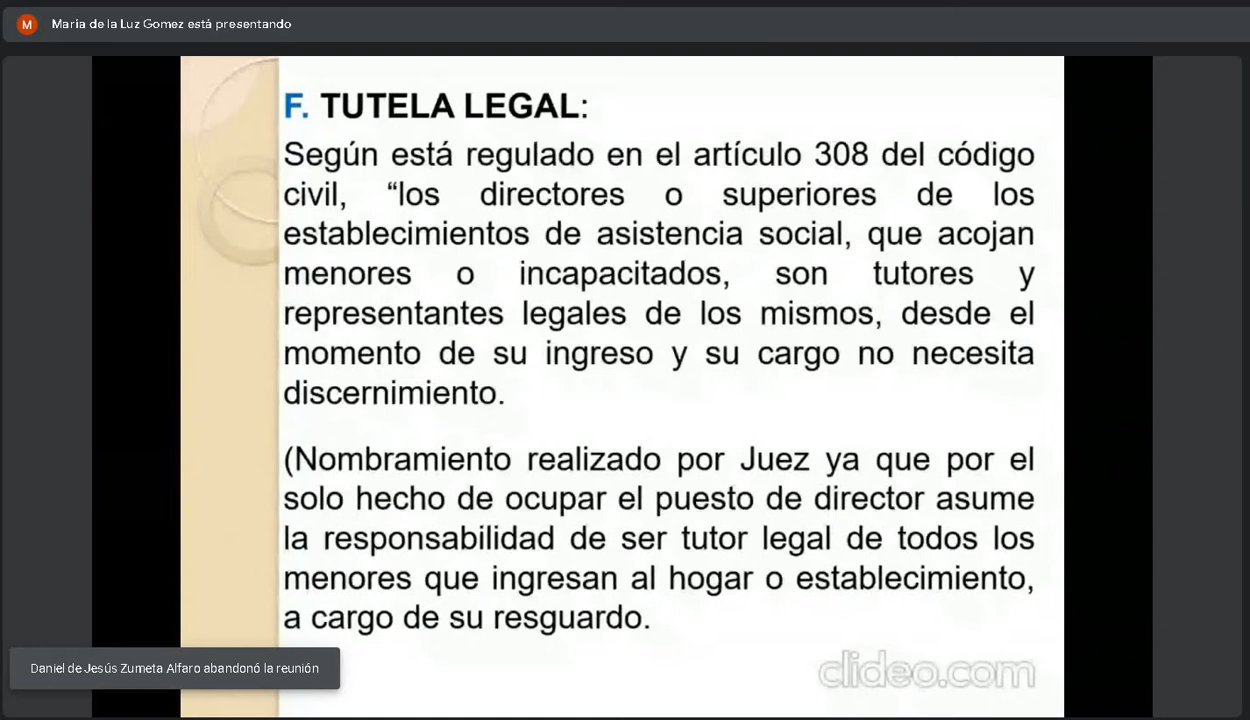 M
Maria de la Luz Gomez está presentando
F. TUTELA LEGAL:
Según está regulado en el artículo 308 del código
civil, “los directores o superiores de los
establecimientos de asistencia social, que acojan
menores o incapacitados, son tutores y
representantes legales de los mismos, desde el
momento de su ingreso y su cargo no necesita
discernimiento.
(Nombramiento realizado por Juez ya que por el
solo hecho de ocupar el puesto de director asume
la responsabilidad de ser tutor legal de todos los
menores que ingresan al hogar o establecimiento,
a cargo de su resguardo.
Daniel de Jesús Zumeta Alfaro abandonó la reunión
clideo.com